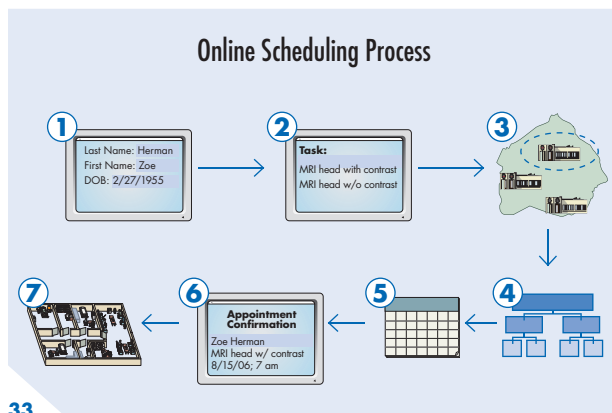 Online Scheduling Process
1
Last Name: Herman
First Name: Zoe
DOB: 2/27/1955
2
Task:
MRI head with contrast
MRI head w/o contrast
3
4
5
6
Appointment
Confirmation
Zoe Herman
MRI head w/ contrast
8/15/06; 7 am
7
33